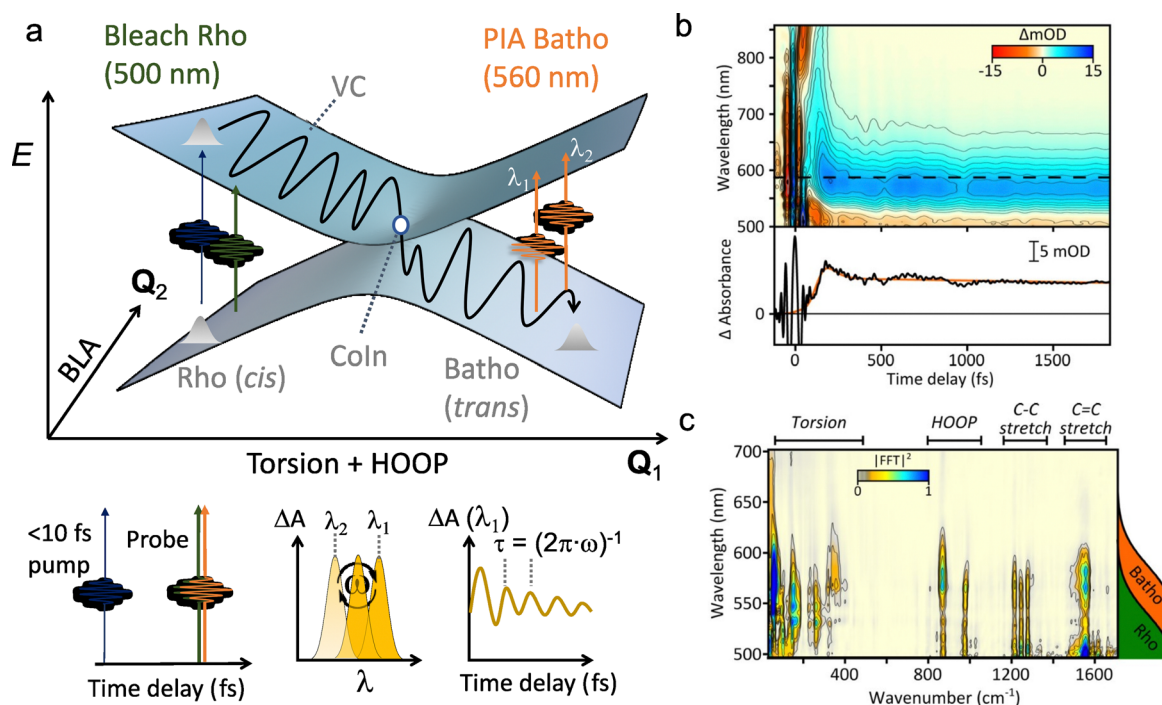 a
Bleach Rho
(500 nm)
PIA Batho
(560 nm)
VC
E
λ1
λ2
Q2
BLA
Rho (cis)
CoIn
Batho
(trans)
Torsion + HOOP
Q1
<10 fs
pump
Probe
Time delay (fs)
ΔA
λ2
λ1
λ
ΔA (λ1)
τ = (2π·ω)-1
Time delay (fs)
b
ΔmOD
-15
0
15
Wavelength (nm)
800
700
600
500
5 mOD
Δ Absorbance
0
0
500
1000
1500
Time delay (fs)
c
Torsion
HOOP
C-C
stretch
C=C
stretch
|FFT|2
0
1
Wavelength (nm)
700
650
600
550
500
Batho
Rho
400
800
1200
1600
Wavenumber (cm-1)